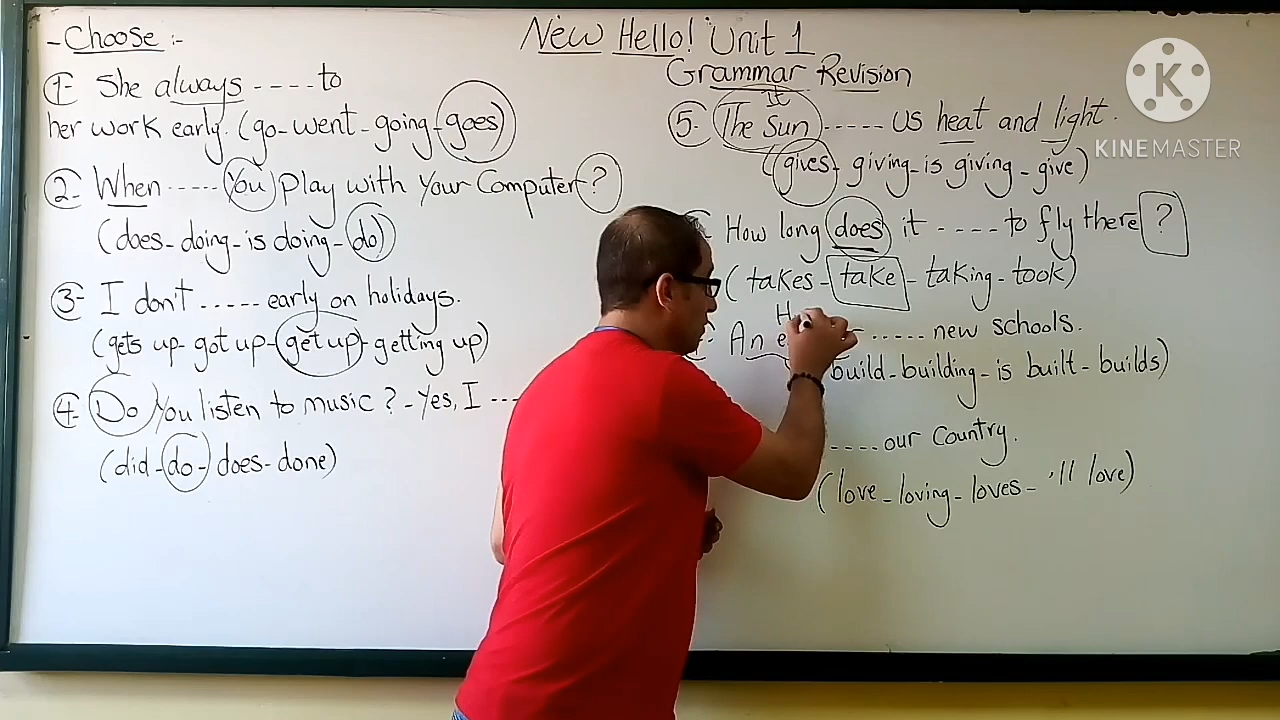 New Hello! Unit 1
Grammar Revision
- Choose :-
1- She always ---- to
her work early. (go - went - going - goes)
2- When ----- You play with your Computer?
(does - doing - is doing - do)
3- I don't ----- early on holidays.
(gets up - got up - get up - getting up)
4- Do You listen to music ? - Yes, I ---
(did - do - does - done)
It
5- The Sun ----- us heat and light.
(gives - giving - is giving - give)
How long does it ---- to fly there ?
(takes - take - taking - took)
H
An ----- new schools.
build - building - is built - builds)
---- our Country.
(love - loving - loves - 'll love)
K
KINEMASTER